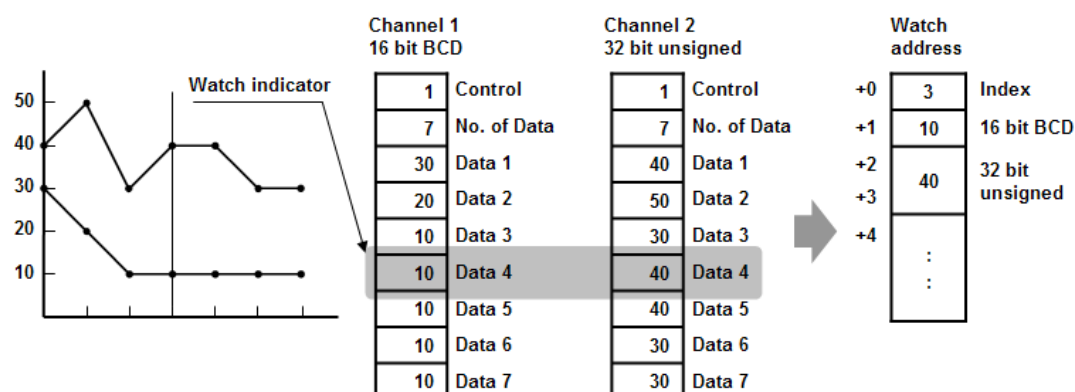 Channel 1
16 bit BCD
Channel 2
32 bit unsigned
Watch
address
Watch indicator
50
40
30
20
10
1 Control
7 No. of Data
30 Data 1
20 Data 2
10 Data 3
10 Data 4
10 Data 5
10 Data 6
10 Data 7
1 Control
7 No. of Data
40 Data 1
50 Data 2
30 Data 3
40 Data 4
40 Data 5
30 Data 6
30 Data 7
+0 3 Index
+1 10 16 bit BCD
+2
+3
40
32 bit
unsigned
+4
:
: